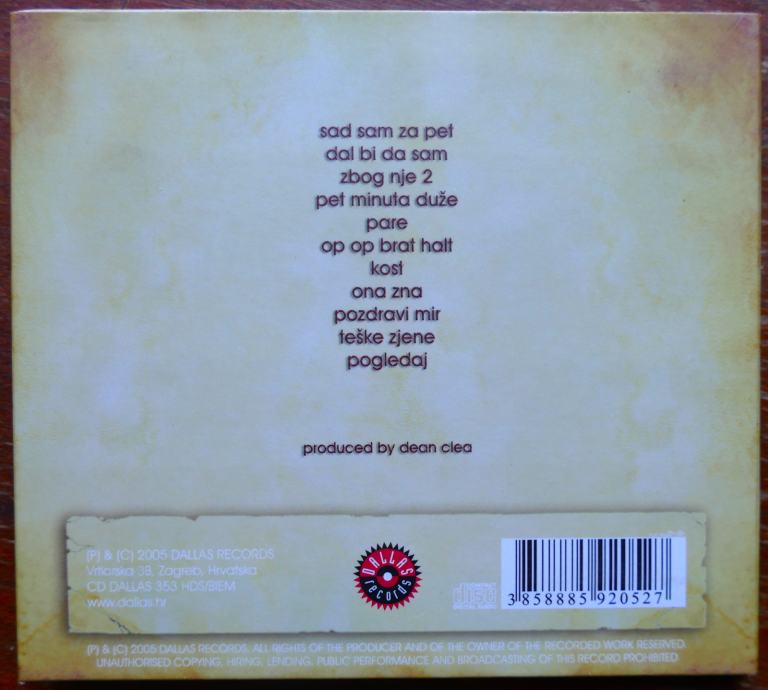 sad sam za pet
dal bi da sam
zbog nje 2
pet minuta duže
pare
op op brat halt
kost
ona zna
pozdravi mir
teške zjene
pogledaj
produced by dean clea
(P) & (C) 2005 DALLAS RECORDS
Vrtlarska 38, Zagreb, Hrvatska
CD DALLAS 353 HDS/BIEM
www.dallas.hr
DALLAS
records
disc
3 858885 920527
(P) & (C) 2005 DALLAS RECORDS. ALL RIGHTS OF THE PRODUCER AND OF THE OWNER OF THE RECORDED WORK RESERVED.
UNAUTHORISED COPYING, HIRING, LENDING, PUBLIC PERFORMANCE AND BROADCASTING OF THIS RECORD PROHIBITED